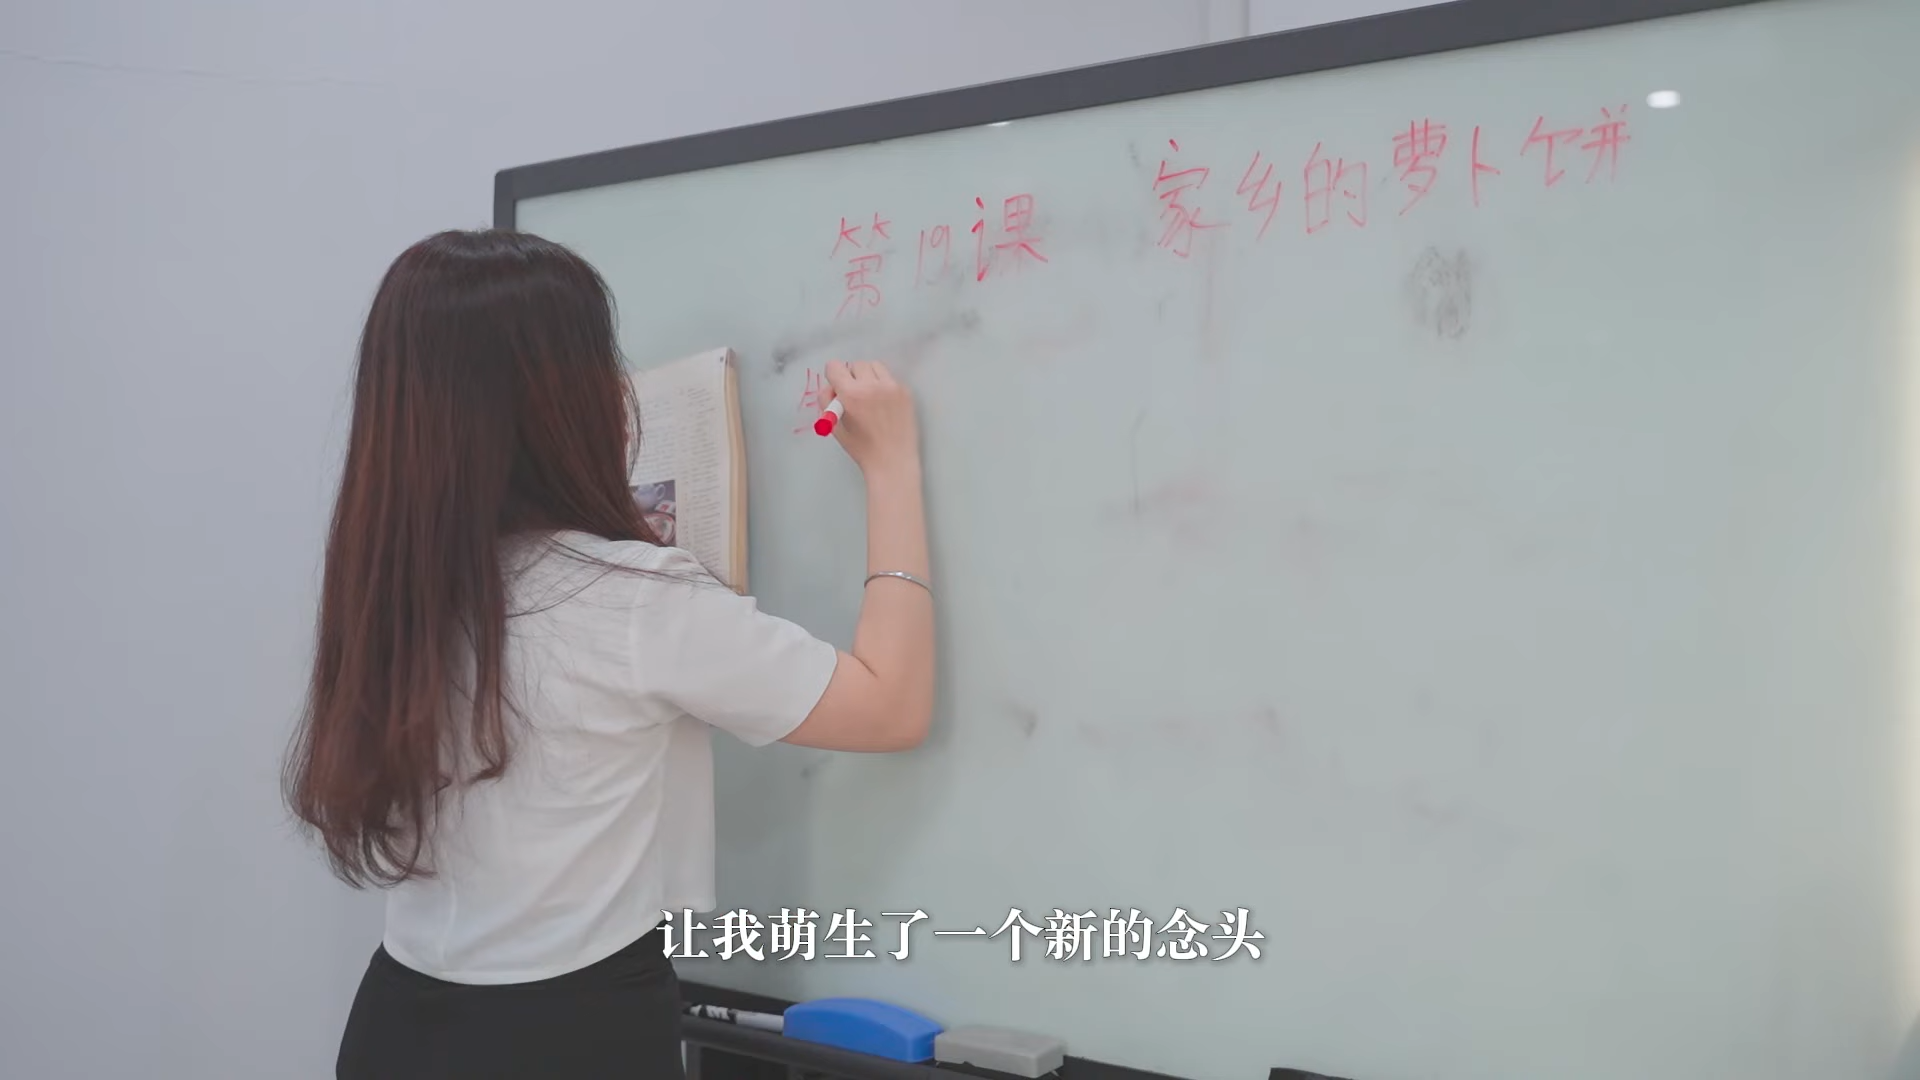 第19课 家乡的萝卜饼
让我萌生了一个新的念头